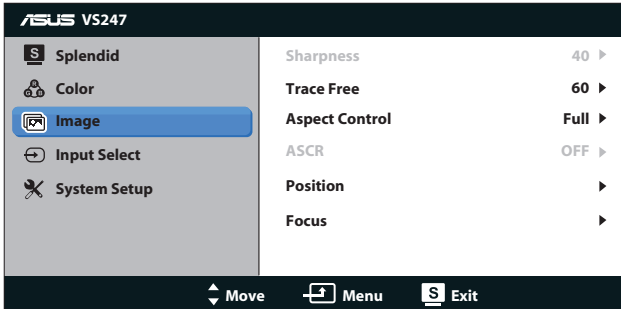 ASUS VS247
S Splendid
Color
Image
Input Select
System Setup
Sharpness 40
Trace Free 60
Aspect Control Full
ASCR OFF
Position
Focus
Move Menu S Exit